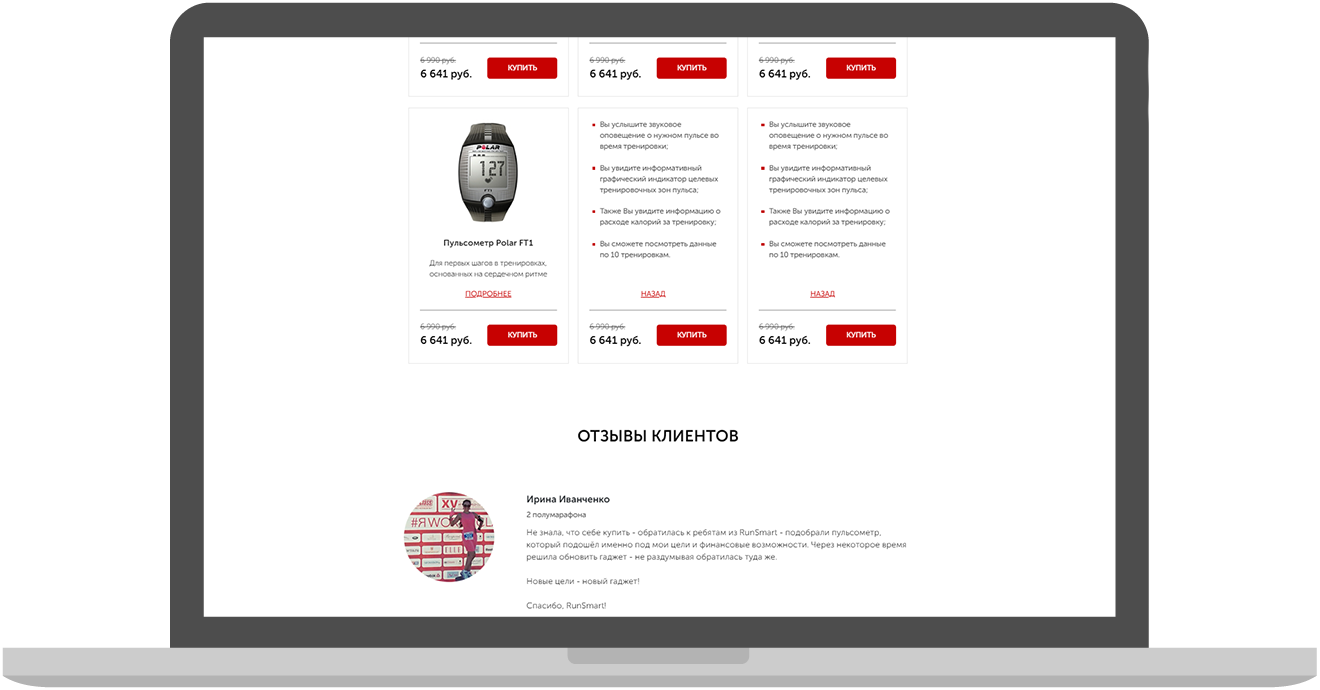 6 990 руб.
6 641 руб.
КУПИТЬ
6 990 руб.
6 641 руб.
КУПИТЬ
6 990 руб.
6 641 руб.
КУПИТЬ
POLAR
127
FT1
Пульсометр Polar FT1
Для первых шагов в тренировках,
основанных на сердечном ритме
ПОДРОБНЕЕ
6 990 руб.
6 641 руб.
КУПИТЬ
Вы услышите звуковое
оповещение о нужном пульсе во
время тренировки;
Вы увидите информативный
графический индикатор целевых
тренировочных зон пульса;
Также Вы увидите информацию о
расходе калорий за тренировку;
Вы сможете посмотреть данные
по 10 тренировкам.
НАЗАД
6 990 руб.
6 641 руб.
КУПИТЬ
Вы услышите звуковое
оповещение о нужном пульсе во
время тренировки;
Вы увидите информативный
графический индикатор целевых
тренировочных зон пульса;
Также Вы увидите информацию о
расходе калорий за тренировку;
Вы сможете посмотреть данные
по 10 тренировкам.
НАЗАД
6 990 руб.
6 641 руб.
КУПИТЬ
ОТЗЫВЫ КЛИЕНТОВ
XV
#ЯWO
ELLE
Ирина Иванченко
2 полумарафона
Не знала, что себе купить - обратилась к ребятам из RunSmart - подобрали пульсометр,
который подошёл именно под мои цели и финансовые возможности. Через некоторое время
решила обновить гаджет - не раздумывая обратилась туда же.
Новые цели - новый гаджет!
Спасибо, RunSmart!